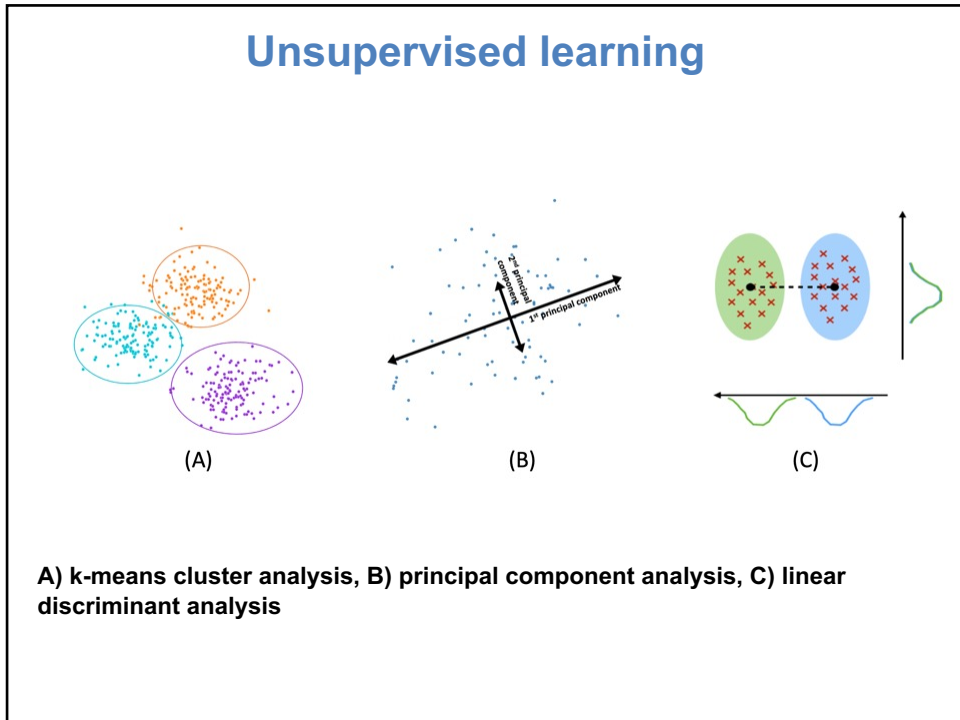 Unsupervised learning
2nd principal
component
1st principal component
(A)
(B)
(C)
A) k-means cluster analysis, B) principal component analysis, C) linear
discriminant analysis